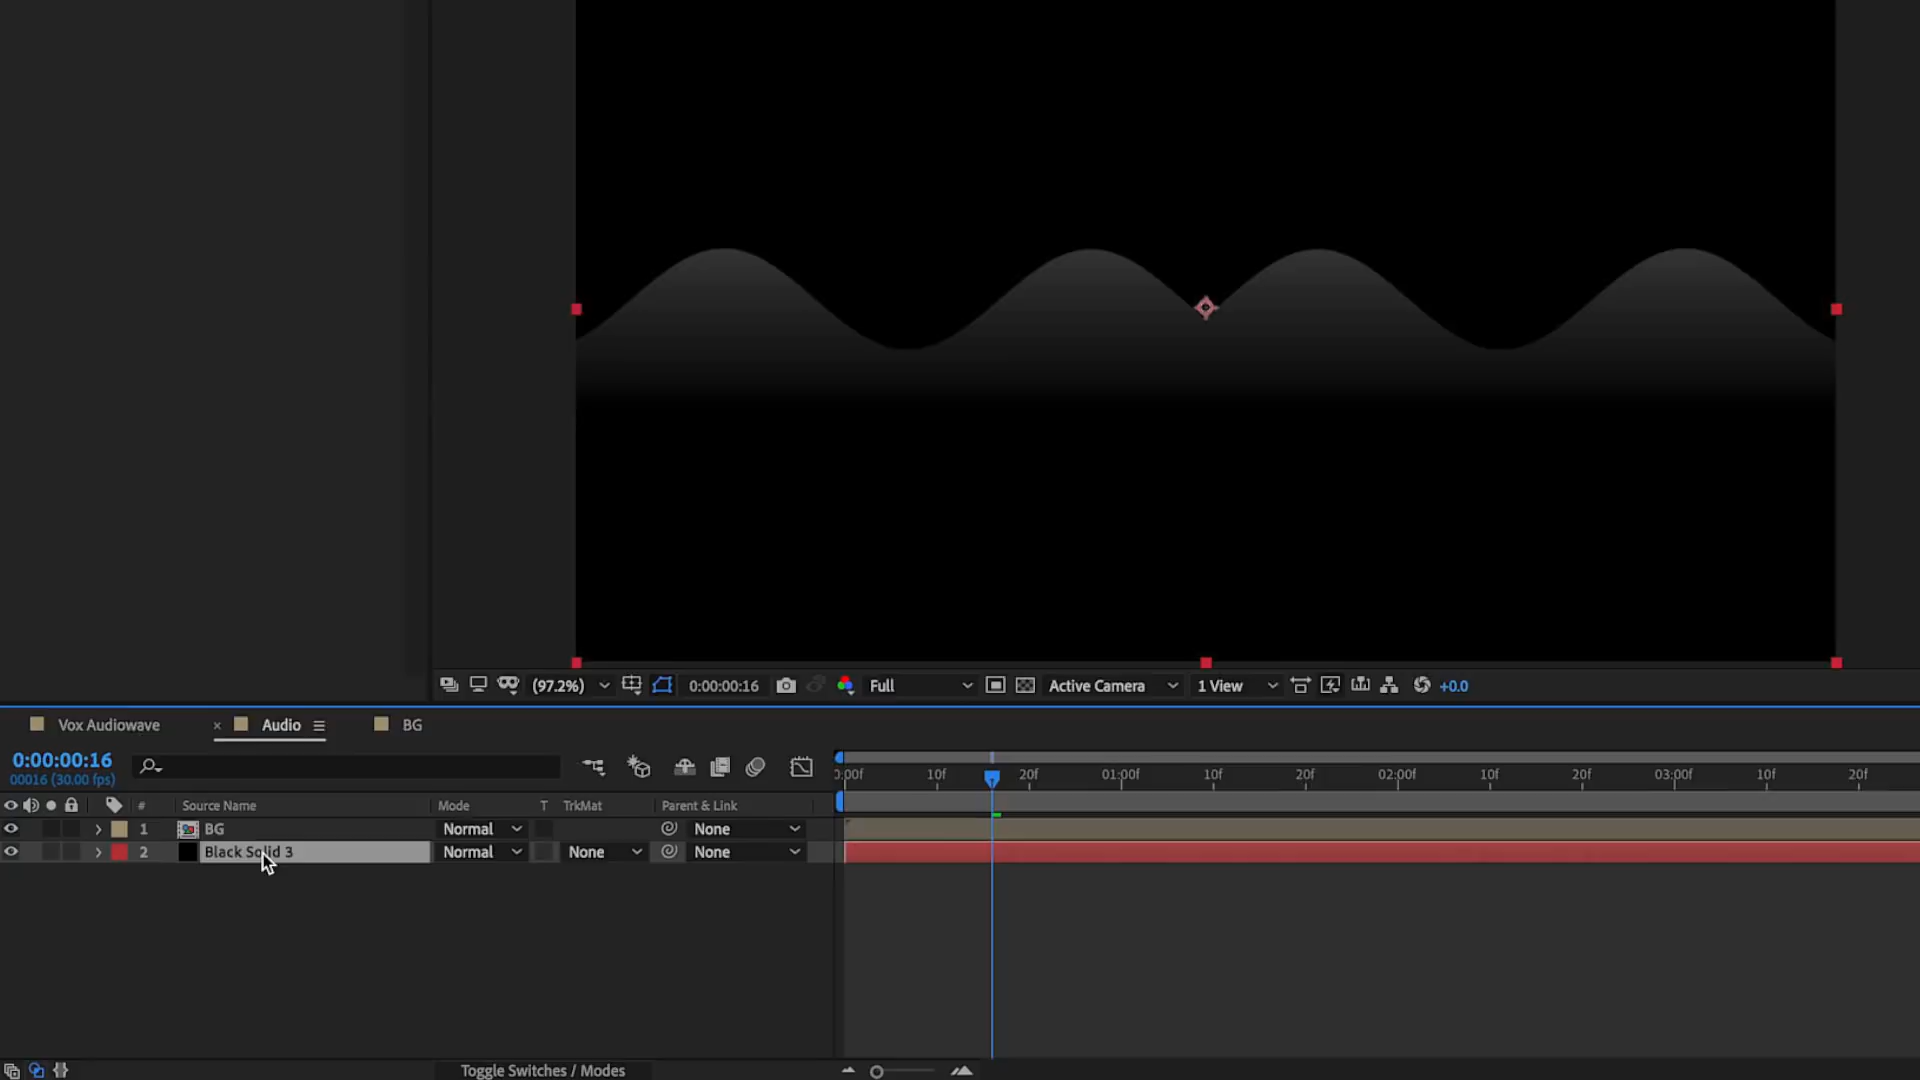 (97.2%) 0:00:00:16 Full Active Camera 1 View +0.0
Vox Audiowave × Audio BG
0:00:00:16
00016 (30.00 fps)
0:00f 10f 20f 01:00f 10f 20f 02:00f 10f 20f 03:00f 10f 20f
# Source Name Mode T TrkMat Parent & Link
1 BG Normal None
2 Black Solid 3 Normal None None
Toggle Switches / Modes